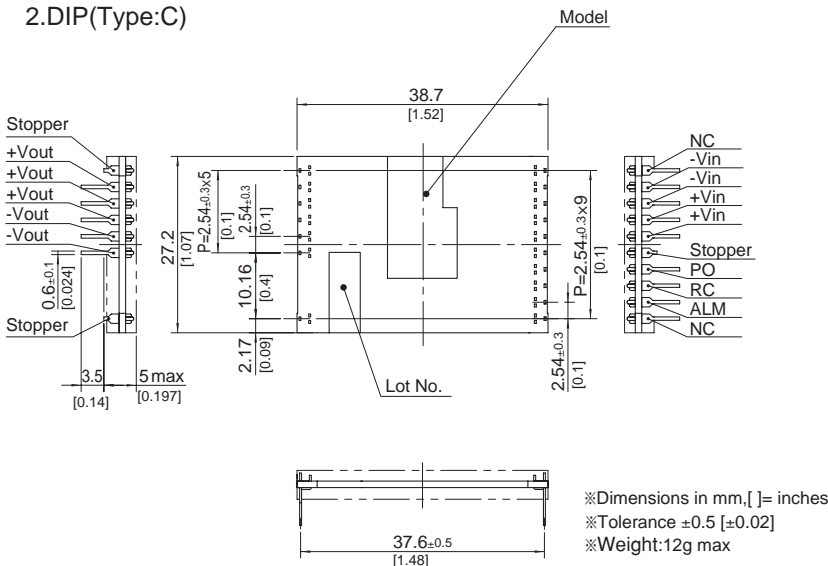 2.DIP(Type:C)
Model
38.7
[1.52]
Stopper
+Vout
+Vout
+Vout
-Vout
-Vout
Stopper
27.2
[1.07]
P=2.54±0.3x5
[0.1]
2.54±0.3
[0.1]
10.16
[0.4]
2.17
[0.09]
0.6±0.1
[0.024]
3.5
[0.14]
5max
[0.197]
Lot No.
P=2.54±0.3x9
[0.1]
2.54±0.3
[0.1]
NC
-Vin
-Vin
+Vin
+Vin
Stopper
PO
RC
ALM
NC
37.6±0.5
[1.48]
※Dimensions in mm,[ ]= inches
※Tolerance ±0.5 [±0.02]
※Weight:12g max